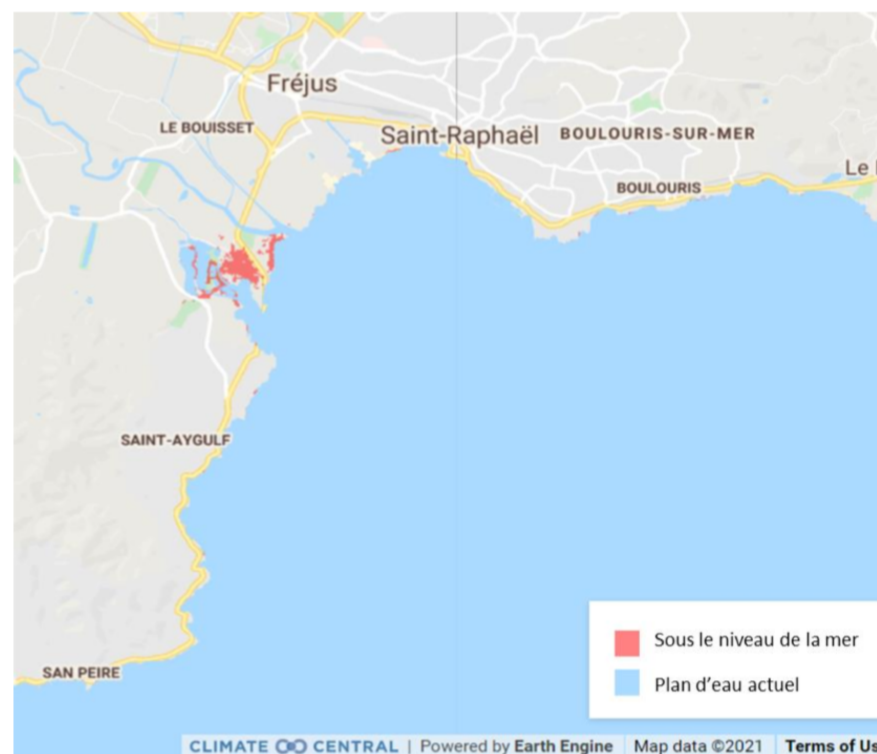 Fréjus
LE BOUISSET
Saint-Raphaël
BOULOURIS-SUR-MER
Le
BOULOURIS
SAINT-AYGULF
SAN PEIRE
Sous le niveau de la mer
Plan d'eau actuel
CLIMATE CENTRAL | Powered by Earth Engine Map data ©2021 Terms of Us